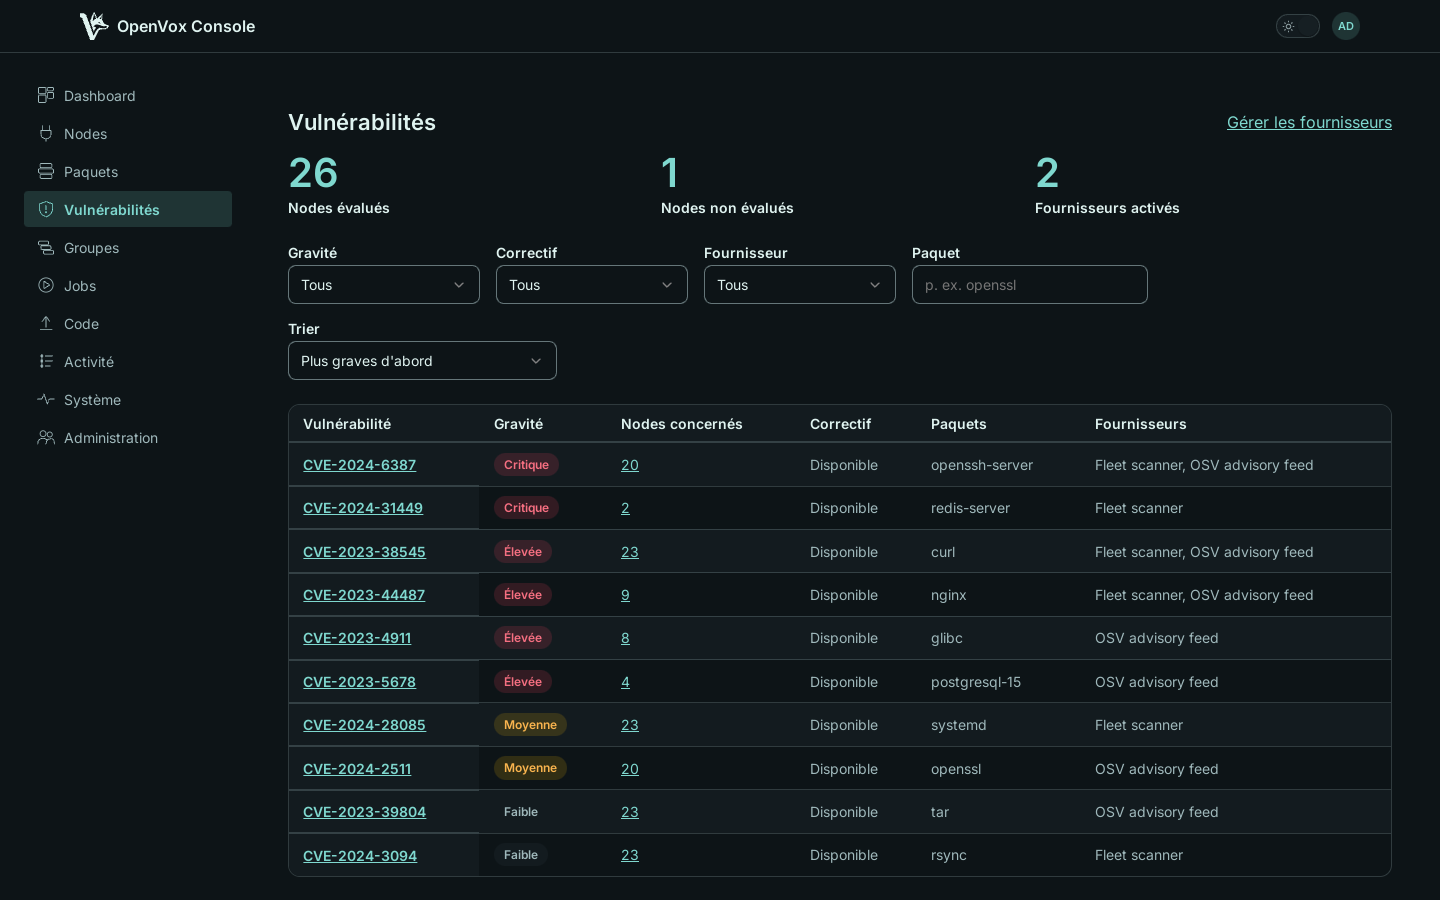 OpenVox Console
AD
Dashboard
Nodes
Paquets
Vulnérabilités
Groupes
Jobs
Code
Activité
Système
Administration
Vulnérabilités
Gérer les fournisseurs
26
Nodes évalués
1
Nodes non évalués
2
Fournisseurs activés
Gravité
Tous
Correctif
Tous
Fournisseur
Tous
Paquet
p. ex. openssl
Trier
Plus graves d'abord
Vulnérabilité Gravité Nodes concernés Correctif Paquets Fournisseurs
CVE-2024-6387 Critique 20 Disponible openssh-server Fleet scanner, OSV advisory feed
CVE-2024-31449 Critique 2 Disponible redis-server Fleet scanner
CVE-2023-38545 Élevée 23 Disponible curl Fleet scanner, OSV advisory feed
CVE-2023-44487 Élevée 9 Disponible nginx Fleet scanner, OSV advisory feed
CVE-2023-4911 Élevée 8 Disponible glibc OSV advisory feed
CVE-2023-5678 Élevée 4 Disponible postgresql-15 OSV advisory feed
CVE-2024-28085 Moyenne 23 Disponible systemd Fleet scanner
CVE-2024-2511 Moyenne 20 Disponible openssl OSV advisory feed
CVE-2023-39804 Faible 23 Disponible tar OSV advisory feed
CVE-2024-3094 Faible 23 Disponible rsync Fleet scanner